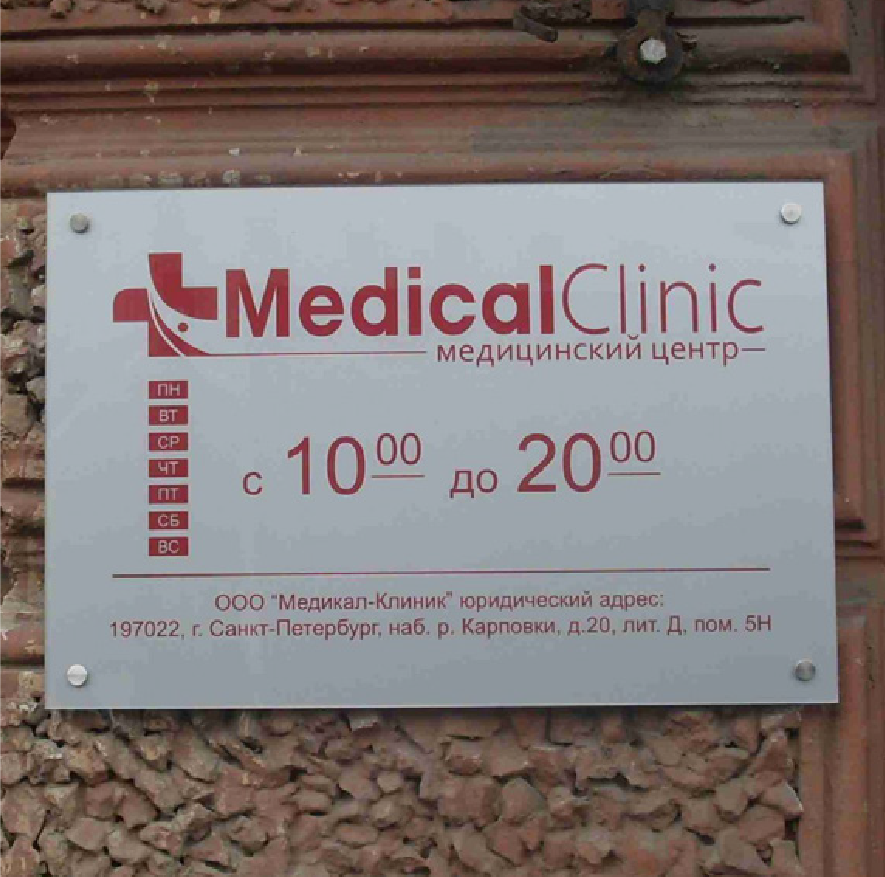 MedicalClinic
медицинский центр
ПН
ВТ
СР
ЧТ
ПТ
СБ
ВС
с 10 00 до 20 00
ООО "Медикал-Клиник" юридический адрес:
197022, г. Санкт-Петербург, наб. р. Карповки, д.20, лит. Д, пом. 5Н